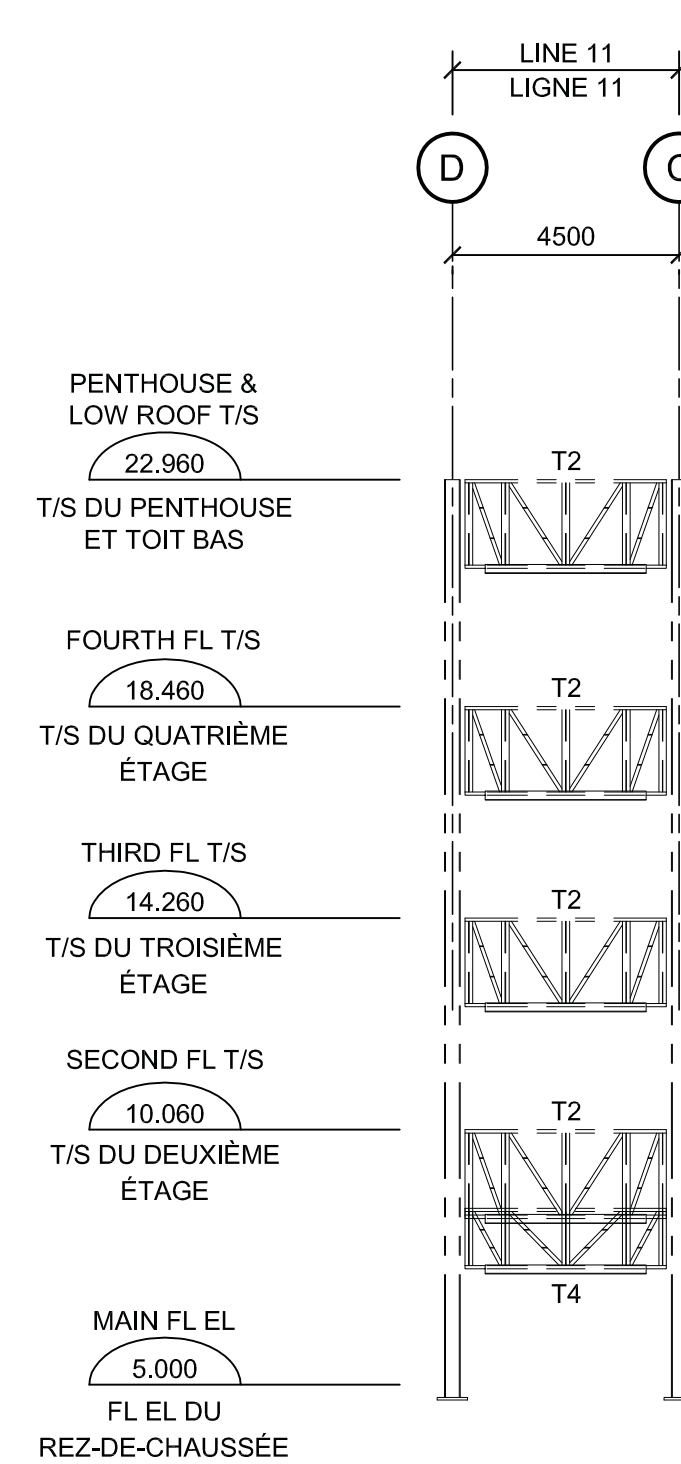 LINE 11
LIGNE 11
D
4500
PENTHOUSE &
LOW ROOF T/S
22.960
T/S DU PENTHOUSE
ET TOIT BAS
T2
FOURTH FL T/S
18.460
T/S DU QUATRIÈME
ÉTAGE
T2
THIRD FL T/S
14.260
T/S DU TROISIÈME
ÉTAGE
T2
SECOND FL T/S
10.060
T/S DU DEUXIÈME
ÉTAGE
T2
T4
MAIN FL EL
5.000
FL EL DU
REZ-DE-CHAUSSÉE